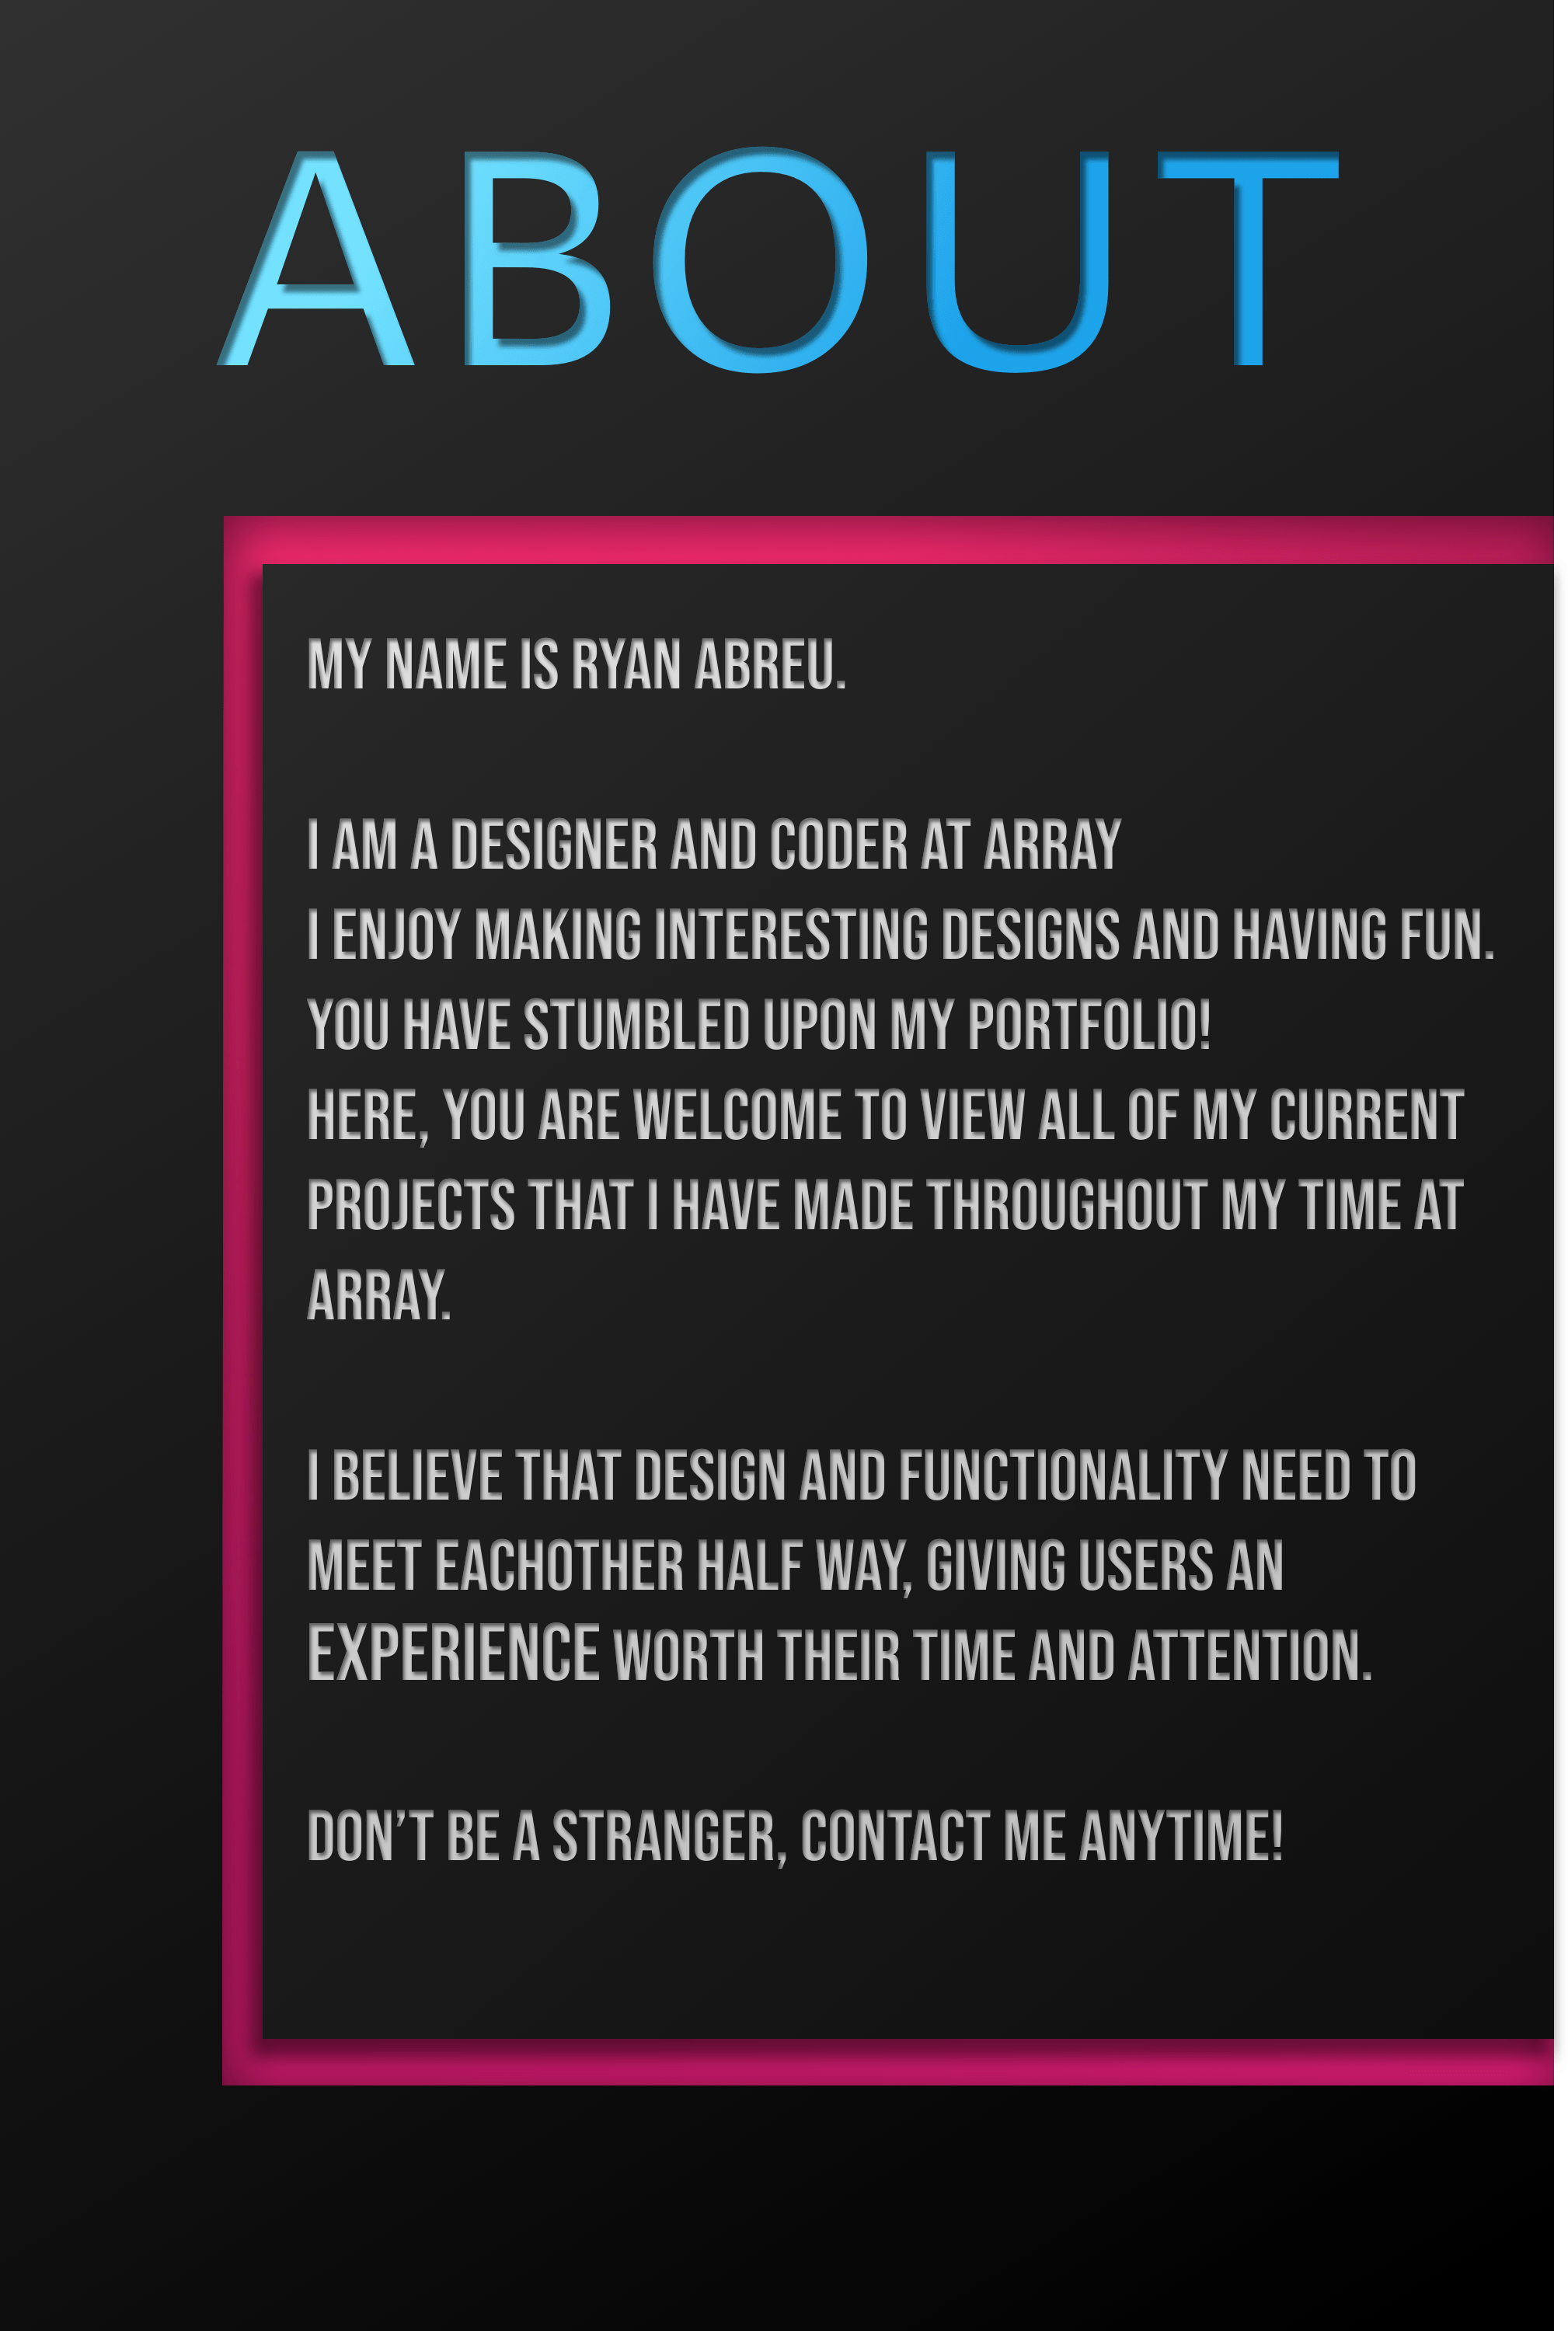 ABOUT
MY NAME IS RYAN ABREU.
I AM A DESIGNER AND CODER AT ARRAY
I ENJOY MAKING INTERESTING DESIGNS AND HAVING FUN.
YOU HAVE STUMBLED UPON MY PORTFOLIO!
HERE, YOU ARE WELCOME TO VIEW ALL OF MY CURRENT
PROJECTS THAT I HAVE MADE THROUGHOUT MY TIME AT
ARRAY.
I BELIEVE THAT DESIGN AND FUNCTIONALITY NEED TO
MEET EACHOTHER HALF WAY, GIVING USERS AN
EXPERIENCE WORTH THEIR TIME AND ATTENTION.
DON’T BE A STRANGER, CONTACT ME ANYTIME!